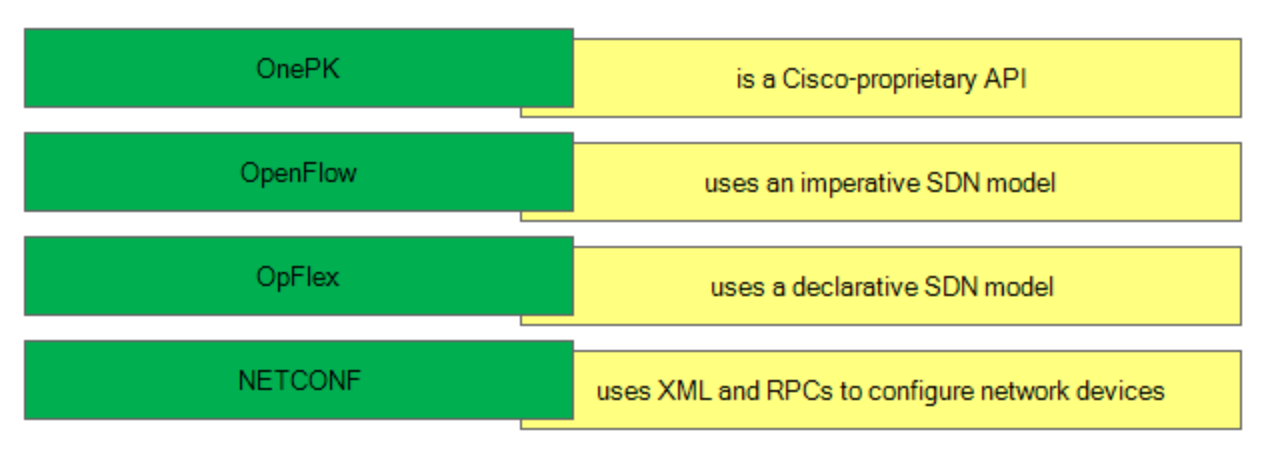 OnePK
is a Cisco-proprietary API
OpenFlow
uses an imperative SDN model
OpFlex
uses a declarative SDN model
NETCONF
uses XML and RPCs to configure network devices